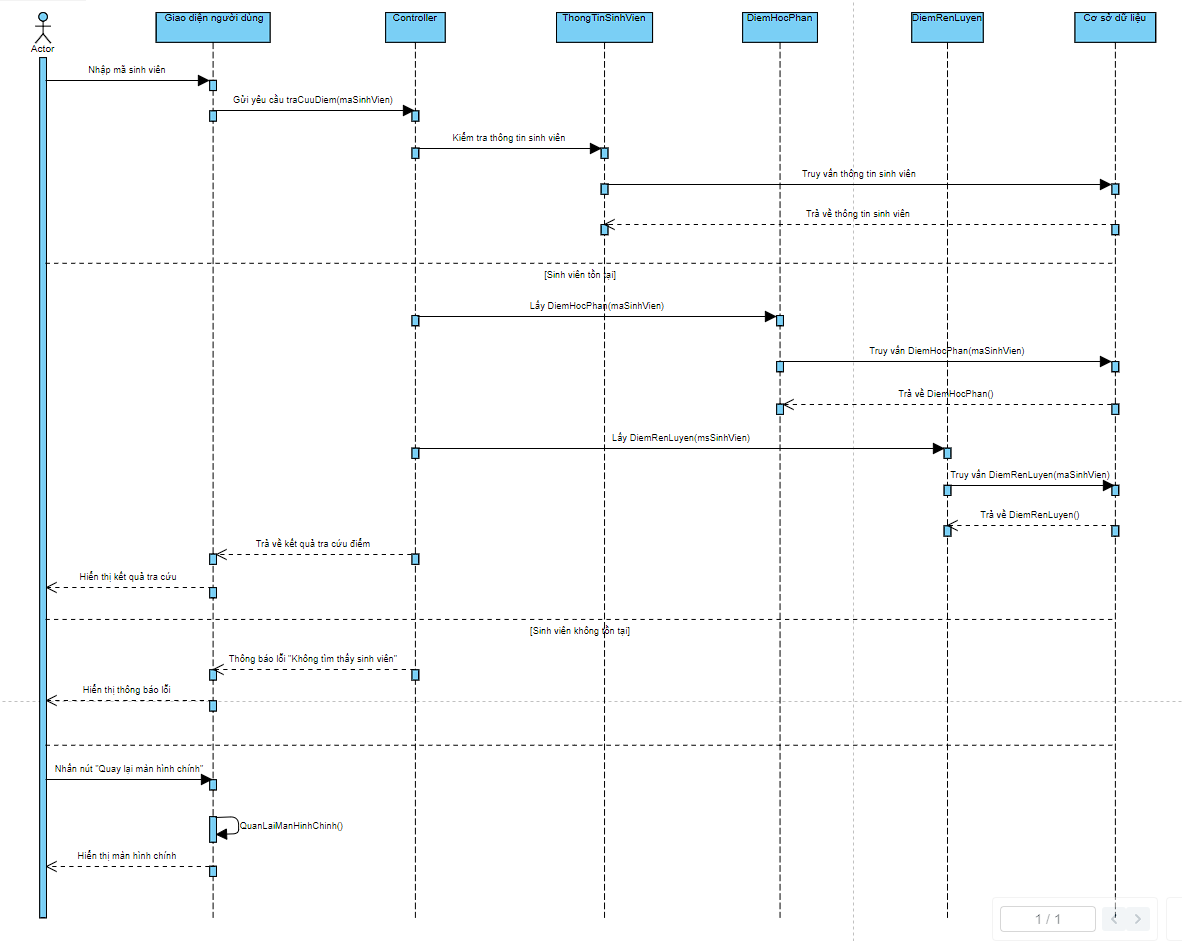 Giao diện người dùng
Controller
ThongTinSinhVien
DiemHocPhan
DiemRenLuyen
Cơ sở dữ liệu
Actor
Nhập mã sinh viên
Gửi yêu cầu traCuuDiem(maSinhVien)
Kiểm tra thông tin sinh viên
Truy vấn thông tin sinh viên
Trả về thông tin sinh viên
[Sinh viên tồn tại]
Lấy DiemHocPhan(maSinhVien)
Truy vấn DiemHocPhan(maSinhVien)
Trả về DiemHocPhan()
Lấy DiemRenLuyen(msSinhVien)
Truy vấn DiemRenLuyen(maSinhVien)
Trả về DiemRenLuyen()
Trả về kết quả tra cứu điểm
Hiển thị kết quả tra cứu
[Sinh viên không tồn tại]
Thông báo lỗi "Không tìm thấy sinh viên"
Hiển thị thông báo lỗi
Nhấn nút "Quay lại màn hình chính"
QuanLaiManHinhChinh()
Hiển thị màn hình chính
1 / 1